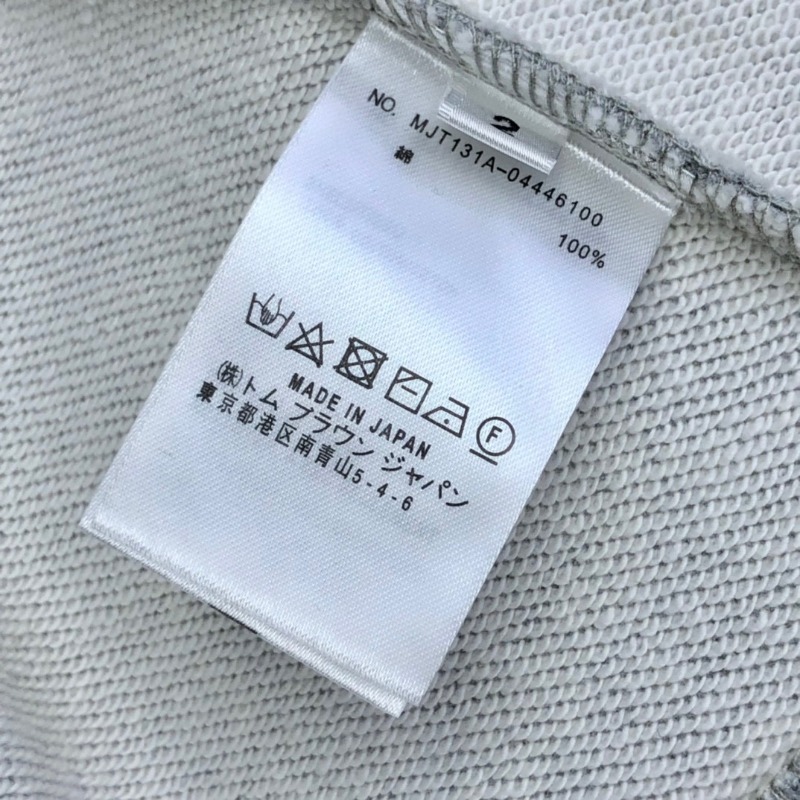 2
NO. MJT131A-04446100
綿 100%
F
MADE IN JAPAN
(株)トム ブラウン ジャパン
東京都港区南青山5-4-6